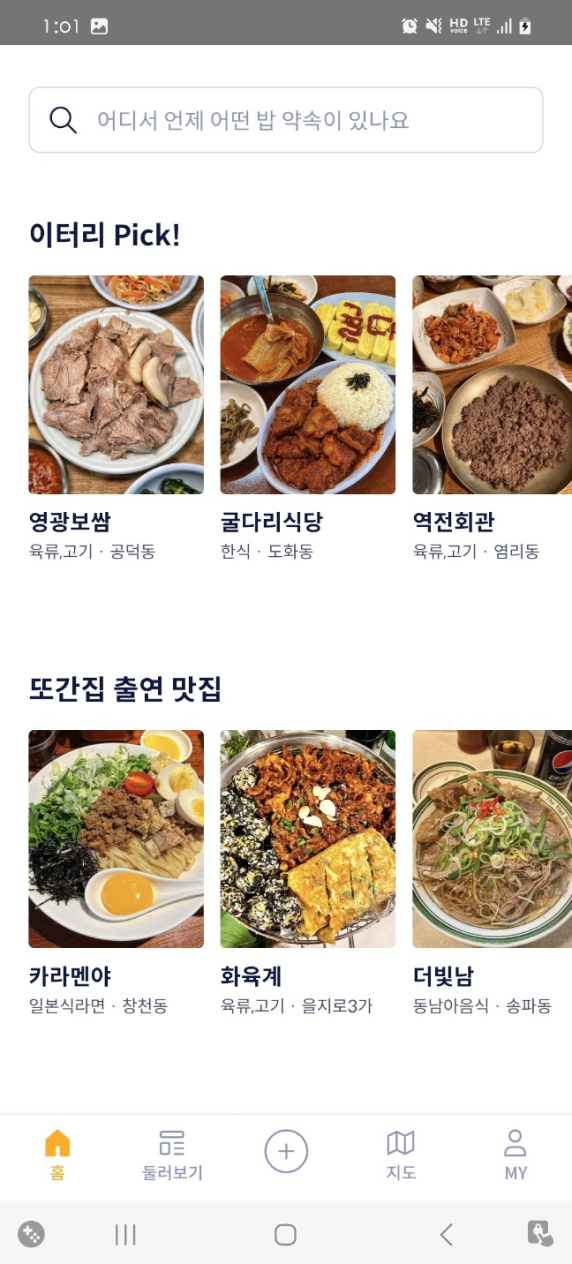 1:01
HD voice LTE
어디서 언제 어떤 밥 약속이 있나요
이터리 Pick!
굴다
영광보쌈
육류,고기 · 공덕동
굴다리식당
한식 · 도화동
역전회관
육류,고기 · 염리동
또간집 출연 맛집
카라멘야
일본식라면 · 창천동
화육계
육류,고기 · 을지로3가
더빛남
동남아음식 · 송파동
홈
둘러보기
지도
MY